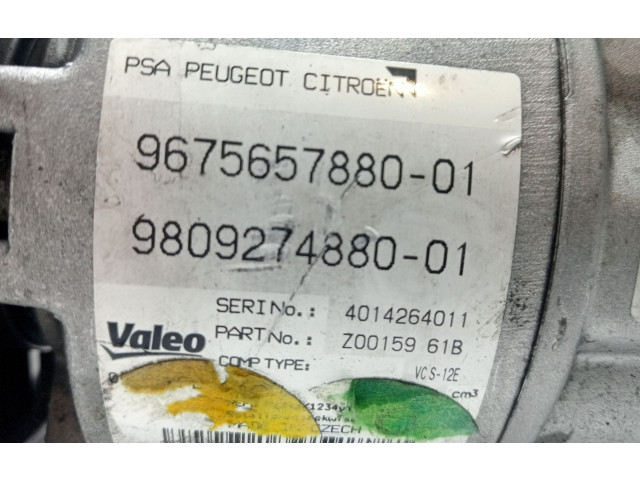 PSA PEUGEOT CITROEN
9675657880-01
9809274880-01
SERI No.: 4014264011
Valeo PART No.: Z00159 61B
COMP TYPE: VCS-12E
cm³
CZECH